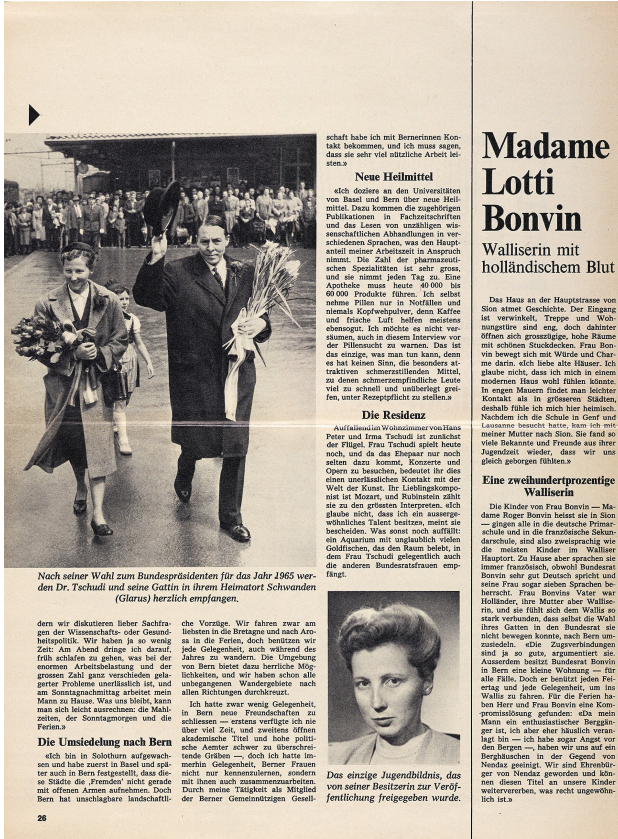 Nach seiner Wahl zum Bundespräsidenten für das Jahr 1965 wer-
den Dr. Tschudi und seine Gattin in ihrem Heimatort Schwanden
(Glarus) herzlich empfangen.
dern wir diskutieren lieber Sachfra-
gen der Wissenschafts- oder Gesund-
heitspolitik. Wir haben ja so wenig
Zeit: Am Abend dringe ich darauf,
früh schlafen zu gehen, was bei der
enormen Arbeitsbelastung und der
grossen Zahl ganz verschieden gela-
gerter Probleme unerlässlich ist, und
am Sonntagnachmittag arbeitet mein
Mann zu Hause. Was uns bleibt, kann
man sich leicht ausrechnen: die Mahl-
zeiten, der Sonntagmorgen und die
Ferien.»
Die Umsiedelung nach Bern
«Ich bin in Solothurn aufgewach-
sen und habe zuerst in Basel und spä-
ter auch in Bern festgestellt, dass die-
se Städte die ‚Fremden' nicht gerade
mit offenen Armen aufnehmen. Doch
Bern hat unschlagbare landschaftli-
26
che Vorzüge. Wir fahren zwar am
liebsten in die Bretagne und nach Aro-
sa in die Ferien, doch benützen wir
jede Gelegenheit, auch während des
Jahres zu wandern. Die Umgebung
von Bern bietet dazu herrliche Mög-
lichkeiten, und wir haben schon alle
unbegangenen Wandergebiete nach
allen Richtungen durchkreuzt.
Ich hatte zwar wenig Gelegenheit,
in Bern neue Freundschaften zu
schliessen — erstens verfügte ich nie
über viel Zeit, und zweitens öffnen
akademische Titel und hohe politi-
sche Aemter schwer zu überschrei-
tende Gräben —, doch ich hatte im-
merhin Gelegenheit, Berner Frauen
nicht nur kennenzulernen, sondern
mit ihnen auch zusammenzuarbeiten.
Durch meine Tätigkeit als Mitglied
der Berner Gemeinnützigen Gesell-
schaft habe ich mit Bernerinnen Kon-
takt bekommen, und ich muss sagen,
dass sie sehr viel nützliche Arbeit lei-
sten.»
Neue Heilmittel
«Ich doziere an den Universitäten
von Basel und Bern über neue Heil-
mittel. Dazu kommen die zugehörigen
Publikationen in Fachzeitschriften
und das Lesen von unzähligen wis-
senschaftlichen Abhandlungen in ver-
schiedenen Sprachen, was den Haupt-
anteil meiner Arbeitszeit in Anspruch
nimmt. Die Zahl der pharmazeuti-
schen Spezialitäten ist sehr gross,
und sie nimmt jeden Tag zu. Eine
Apotheke muss heute 40 000 bis
60 000 Produkte führen. Ich selbst
nehme Pillen nur in Notfällen und
niemals Kopfwehpulver, denn Kaffee
und frische Luft helfen meistens
ebensogut. Ich möchte es nicht ver-
säumen, auch in diesem Interview vor
der Pillensucht zu warnen. Das ist
das einzige, was man tun kann, denn
es hat keinen Sinn, die besonders at-
traktiven schmerzstillenden Mittel,
zu denen schmerzempfindliche Leute
viel zu schnell und unüberlegt grei-
fen, unter Rezeptpflicht zu stellen.»
Die Residenz
Auffallend im Wohnzimmer von Hans
Peter und Irma Tschudi ist zunächst
der Flügel. Frau Tschudi spielt heute
noch, und da das Ehepaar nur noch
selten dazu kommt, Konzerte und
Opern zu besuchen, bedeutet ihr dies
einen unerlässlichen Kontakt mit der
Welt der Kunst. Ihr Lieblingskompo-
nist ist Mozart, und Rubinstein zählt
sie zu den grössten Interpreten. «Ich
glaube nicht, dass ich ein ausserge-
wöhnliches Talent besitze», meint sie
bescheiden. Was sonst noch auffällt:
ein Aquarium mit unglaublich vielen
Goldfischen, das den Raum belebt, in
dem Frau Tschudi gelegentlich auch
die anderen Bundesratsfrauen emp-
fängt.
Das einzige Jugendbildnis, das
von seiner Besitzerin zur Veröf-
fentlichung freigegeben wurde.
Madame
Lotti
Bonvin
Walliserin mit
holländischem Blut
Das Haus an der Hauptstrasse von
Sion atmet Geschichte. Der Eingang
ist verwinkelt, Treppe und Woh-
nungstüre sind eng, doch dahinter
öffnen sich grosszügige, hohe Räume
mit schönen Stuckdecken. Frau Bon-
vin bewegt sich mit Würde und Char-
me darin. «Ich liebe alte Häuser. Ich
glaube nicht, dass ich mich in einem
modernen Haus wohl fühlen könnte.
In engen Mauern findet man leichter
Kontakt als in grösseren Städten,
deshalb fühle ich mich hier heimisch.
Nachdem ich die Schule in Genf und
Lausanne besucht hatte, kam ich mit
meiner Mutter nach Sion. Sie fand so
viele Bekannte und Freunde aus ihrer
Jugendzeit wieder, dass wir uns
gleich geborgen fühlten.»
Eine zweihundertprozentige
Walliserin
Die Kinder von Frau Bonvin — Ma-
dame Roger Bonvin heisst sie in Sion
— gingen alle in die deutsche Primar-
schule und in die französische Sekun-
darschule, sind also zweisprachig wie
die meisten Kinder im Walliser
Hauptort. Zu Hause aber sprachen sie
immer französisch, obwohl Bundesrat
Bonvin sehr gut Deutsch spricht und
seine Frau sogar sieben Sprachen be-
herrscht. Frau Bonvins Vater war
Holländer, ihre Mutter aber Wallise-
rin, und sie fühlt sich dem Wallis so
stark verbunden, dass selbst die Wahl
ihres Gatten in den Bundesrat sie
nicht bewegen konnte, nach Bern um-
zusiedeln. «Die Zugsverbindungen
sind ja so gut», argumentiert sie.
Ausserdem besitzt Bundesrat Bonvin
in Bern eine kleine Wohnung — für
alle Fälle. Doch er benützt jeden Fei-
ertag und jede Gelegenheit, um ins
Wallis zu fahren. Für die Ferien ha-
ben Herr und Frau Bonvin eine Kom-
promisslösung gefunden: «Da mein
Mann ein enthusiastischer Berggän-
ger ist, ich aber eher häuslich veran-
lagt bin — ich habe sogar Angst vor
den Bergen —, haben wir uns auf ein
Berghäuschen in der Gegend von
Nendaz geeinigt. Wir sind Ehrenbür-
ger von Nendaz geworden und kön-
nen diesen Titel an unsere Kinder
weitervererben, was recht ungewöhn-
lich ist.»